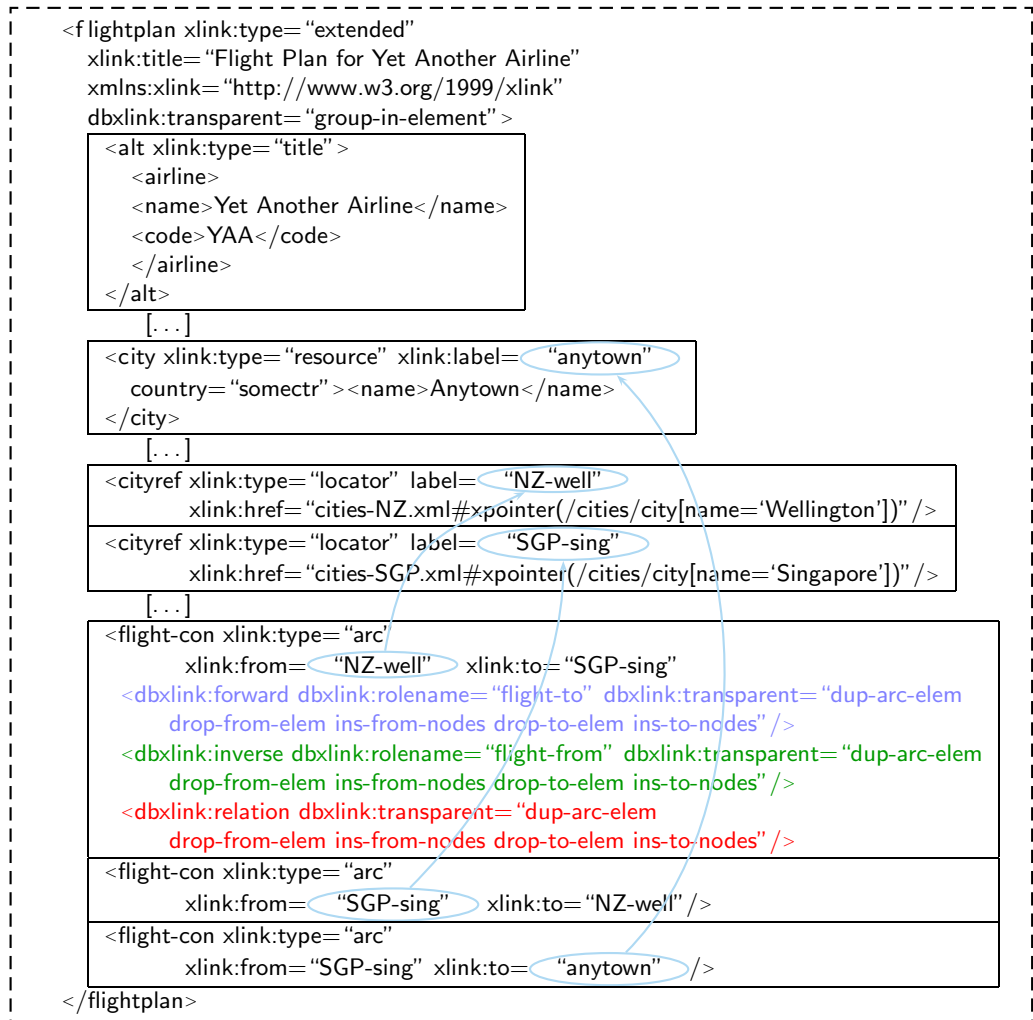 <flightplan xlink:type="extended"
xlink:title="Flight Plan for Yet Another Airline"
xmlns:xlink="http://www.w3.org/1999/xlink"
dbxlink:transparent="group-in-element">
<alt xlink:type="title">
<airline>
<name>Yet Another Airline</name>
<code>YAA</code>
</airline>
</alt>
[...]
<city xlink:type="resource" xlink:label= "anytown"
country="somectr"><name>Anytown</name>
</city>
[...]
<cityref xlink:type="locator" label= "NZ-well"
xlink:href="cities-NZ.xml#xpointer(/cities/city[name='Wellington'])"/>
<cityref xlink:type="locator" label= "SGP-sing"
xlink:href="cities-SGP.xml#xpointer(/cities/city[name='Singapore'])"/>
[...]
<flight-con xlink:type="arc"
xlink:from= "NZ-well" xlink:to="SGP-sing"
<dbxlink:forward dbxlink:rolename="flight-to" dbxlink:transparent="dup-arc-elem
drop-from-elem ins-from-nodes drop-to-elem ins-to-nodes"/>
<dbxlink:inverse dbxlink:rolename="flight-from" dbxlink:transparent="dup-arc-elem
drop-from-elem ins-from-nodes drop-to-elem ins-to-nodes"/>
<dbxlink:relation dbxlink:transparent="dup-arc-elem
drop-from-elem ins-from-nodes drop-to-elem ins-to-nodes"/>
<flight-con xlink:type="arc"
xlink:from= "SGP-sing" xlink:to="NZ-well"/>
<flight-con xlink:type="arc"
xlink:from="SGP-sing" xlink:to= "anytown" />
</flightplan>